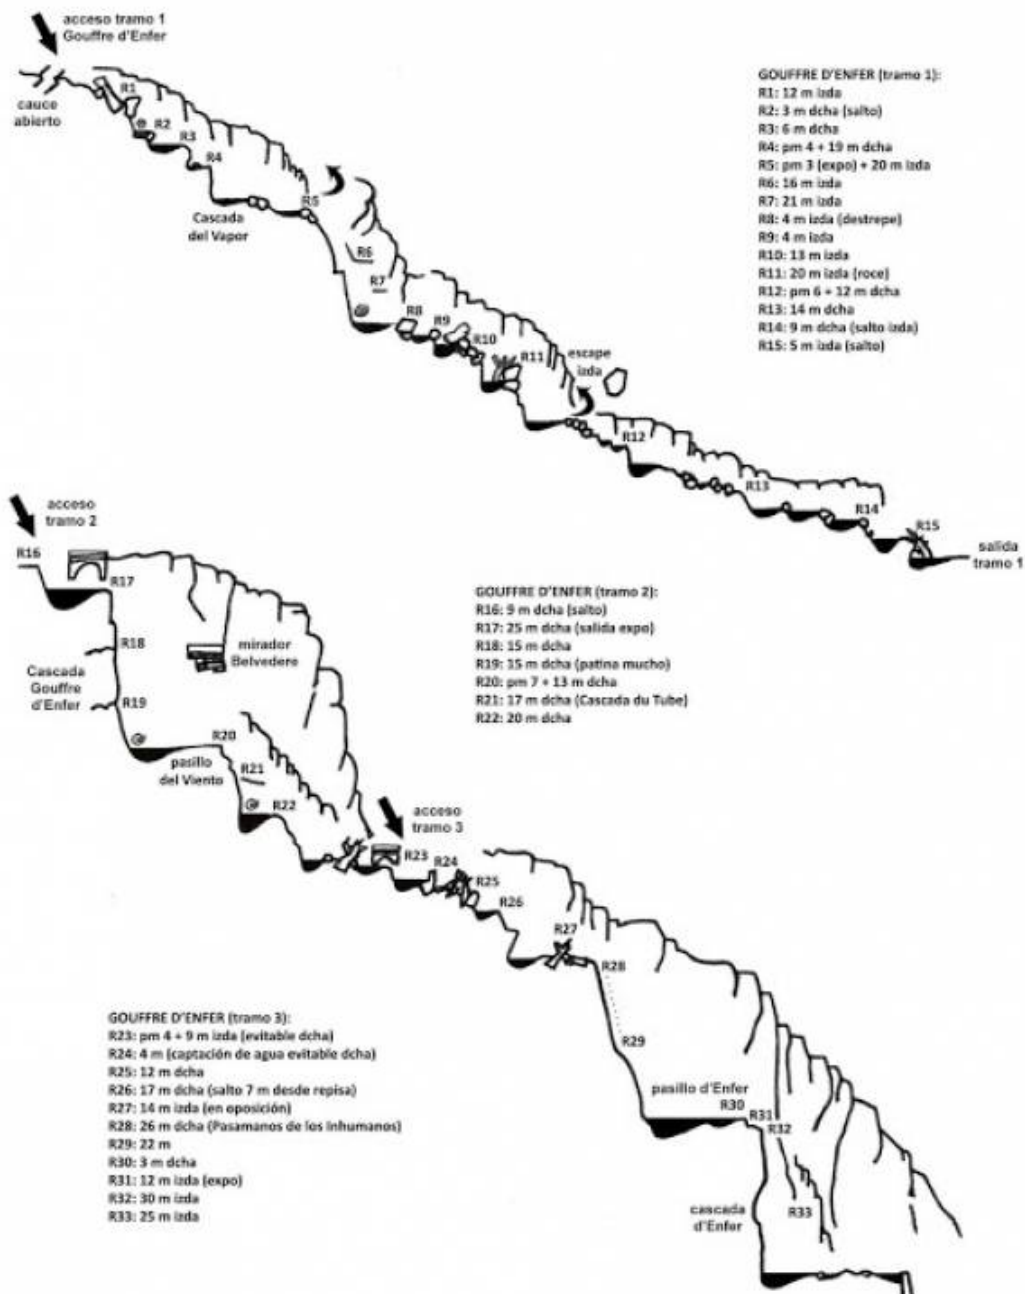 acceso tramo 1
Gouffre d'Enfer
cauce
abierto
R1
R2
R3
R4
Cascada
del Vapor
R5
R6
R7
R8
R9
R10
R11
escape
izda
R12
R13
R14
R15
salida
tramo 1
GOUFFRE D'ENFER (tramo 1):
R1: 12 m izda
R2: 3 m dcha (salto)
R3: 6 m dcha
R4: pm 4 + 19 m dcha
R5: pm 3 (expo) + 20 m izda
R6: 16 m izda
R7: 21 m izda
R8: 4 m izda (destrepe)
R9: 4 m izda
R10: 13 m izda
R11: 20 m izda (roce)
R12: pm 6 + 12 m dcha
R13: 14 m dcha
R14: 9 m dcha (salto izda)
R15: 5 m izda (salto)
acceso
tramo 2
R16
R17
R18
mirador
Belvedere
Cascada
Gouffre
d'Enfer
R19
R20
pasillo
del Viento
R21
R22
GOUFFRE D'ENFER (tramo 2):
R16: 9 m dcha (salto)
R17: 25 m dcha (salida expo)
R18: 15 m dcha
R19: 15 m dcha (patina mucho)
R20: pm 7 + 13 m dcha
R21: 17 m dcha (Cascada du Tube)
R22: 20 m dcha
acceso
tramo 3
R23
R24
R25
R26
R27
R28
R29
pasillo d'Enfer
R30
R31
R32
cascada
d'Enfer
R33
GOUFFRE D'ENFER (tramo 3):
R23: pm 4 + 9 m izda (evitable dcha)
R24: 4 m (captación de agua evitable dcha)
R25: 12 m dcha
R26: 17 m dcha (salto 7 m desde repisa)
R27: 14 m izda (en oposición)
R28: 26 m dcha (Pasamanos de los Inhumanos)
R29: 22 m
R30: 3 m dcha
R31: 12 m izda (expo)
R32: 30 m izda
R33: 25 m izda